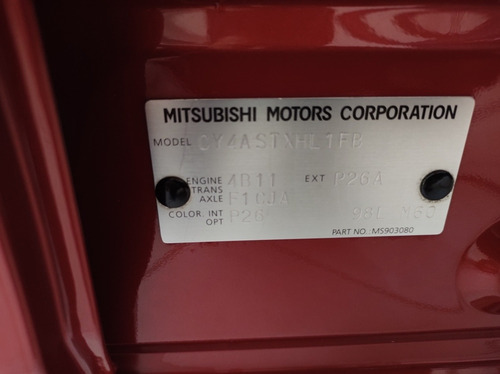 MITSUBISHI MOTORS CORPORATION
MODEL CY4ASTXHL1FB
ENGINE 4B11 EXT P26A
TRANS AXLE F1CJA
COLOR. INT OPT P26 98L M60
PART NO. MS903080